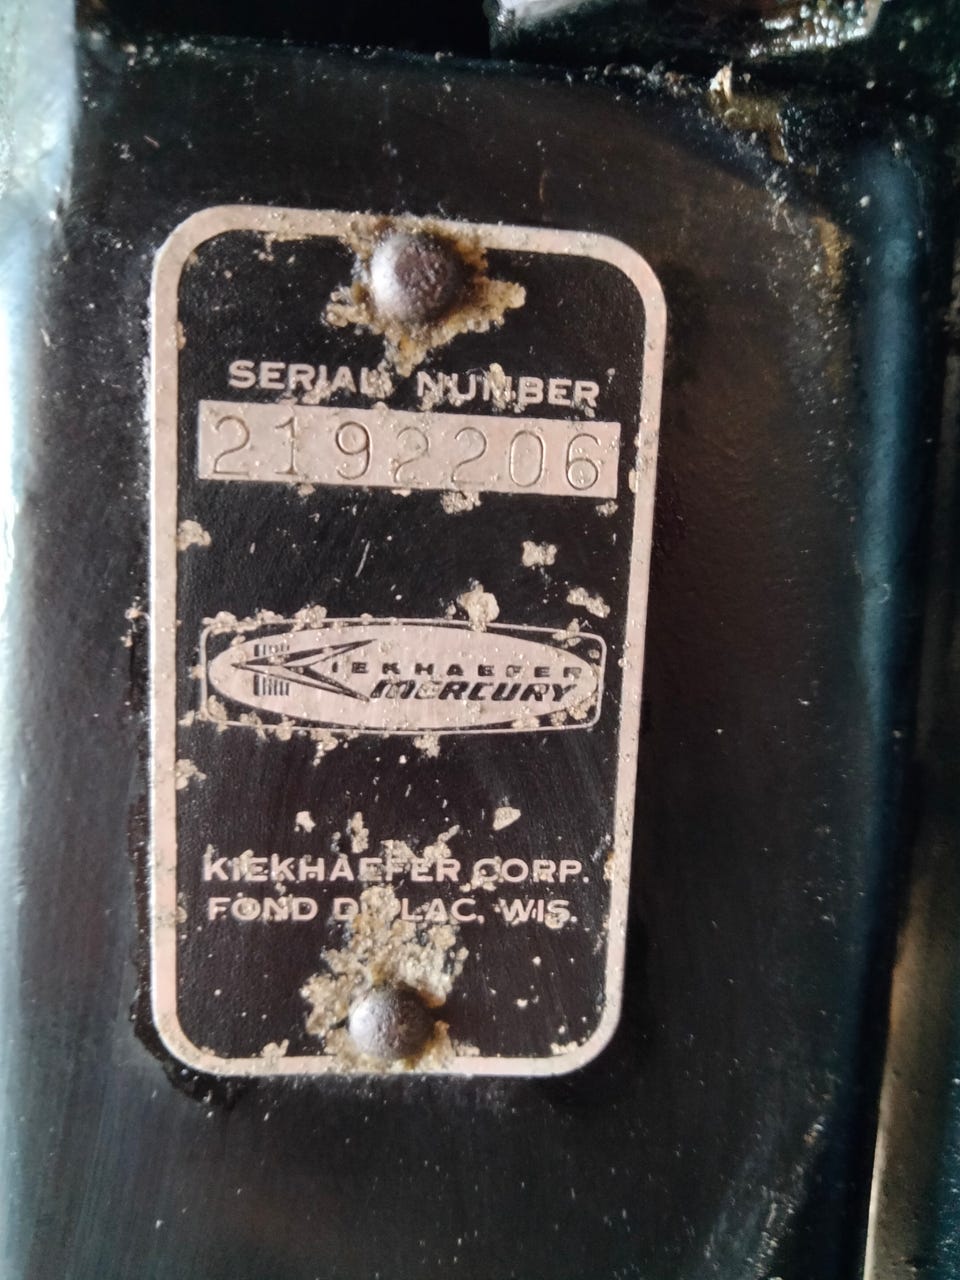 SERIAL NUMBER
2192206
KIEKHAEFER
MERCURY
KIEKHAEFER CORP.
FOND DU LAC, WIS.